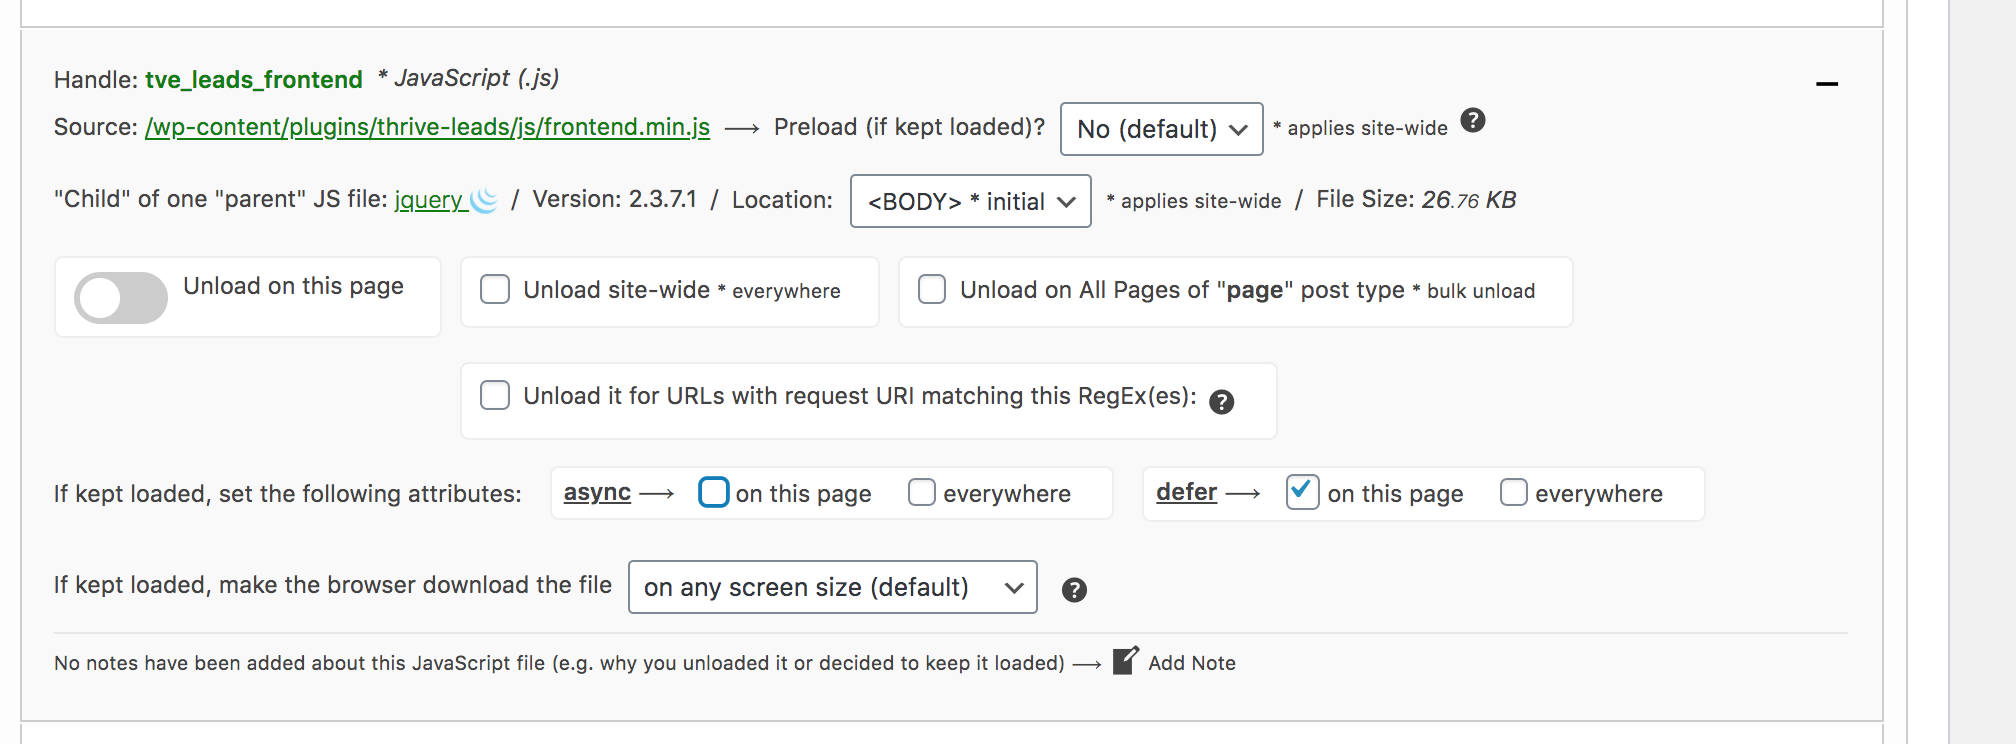 Handle: tve_leads_frontend * JavaScript (.js)
Source: /wp-content/plugins/thrive-leads/js/frontend.min.js ⟶ Preload (if kept loaded)? No (default) * applies site-wide ?
"Child" of one "parent" JS file: jquery / Version: 2.3.7.1 / Location: <BODY> * initial * applies site-wide / File Size: 26.76 KB
Unload on this page
Unload site-wide * everywhere
Unload on All Pages of "page" post type * bulk unload
Unload it for URLs with request URI matching this RegEx(es): ?
If kept loaded, set the following attributes: async ⟶ on this page everywhere defer ⟶ on this page everywhere
If kept loaded, make the browser download the file on any screen size (default) ?
No notes have been added about this JavaScript file (e.g. why you unloaded it or decided to keep it loaded) ⟶ Add Note